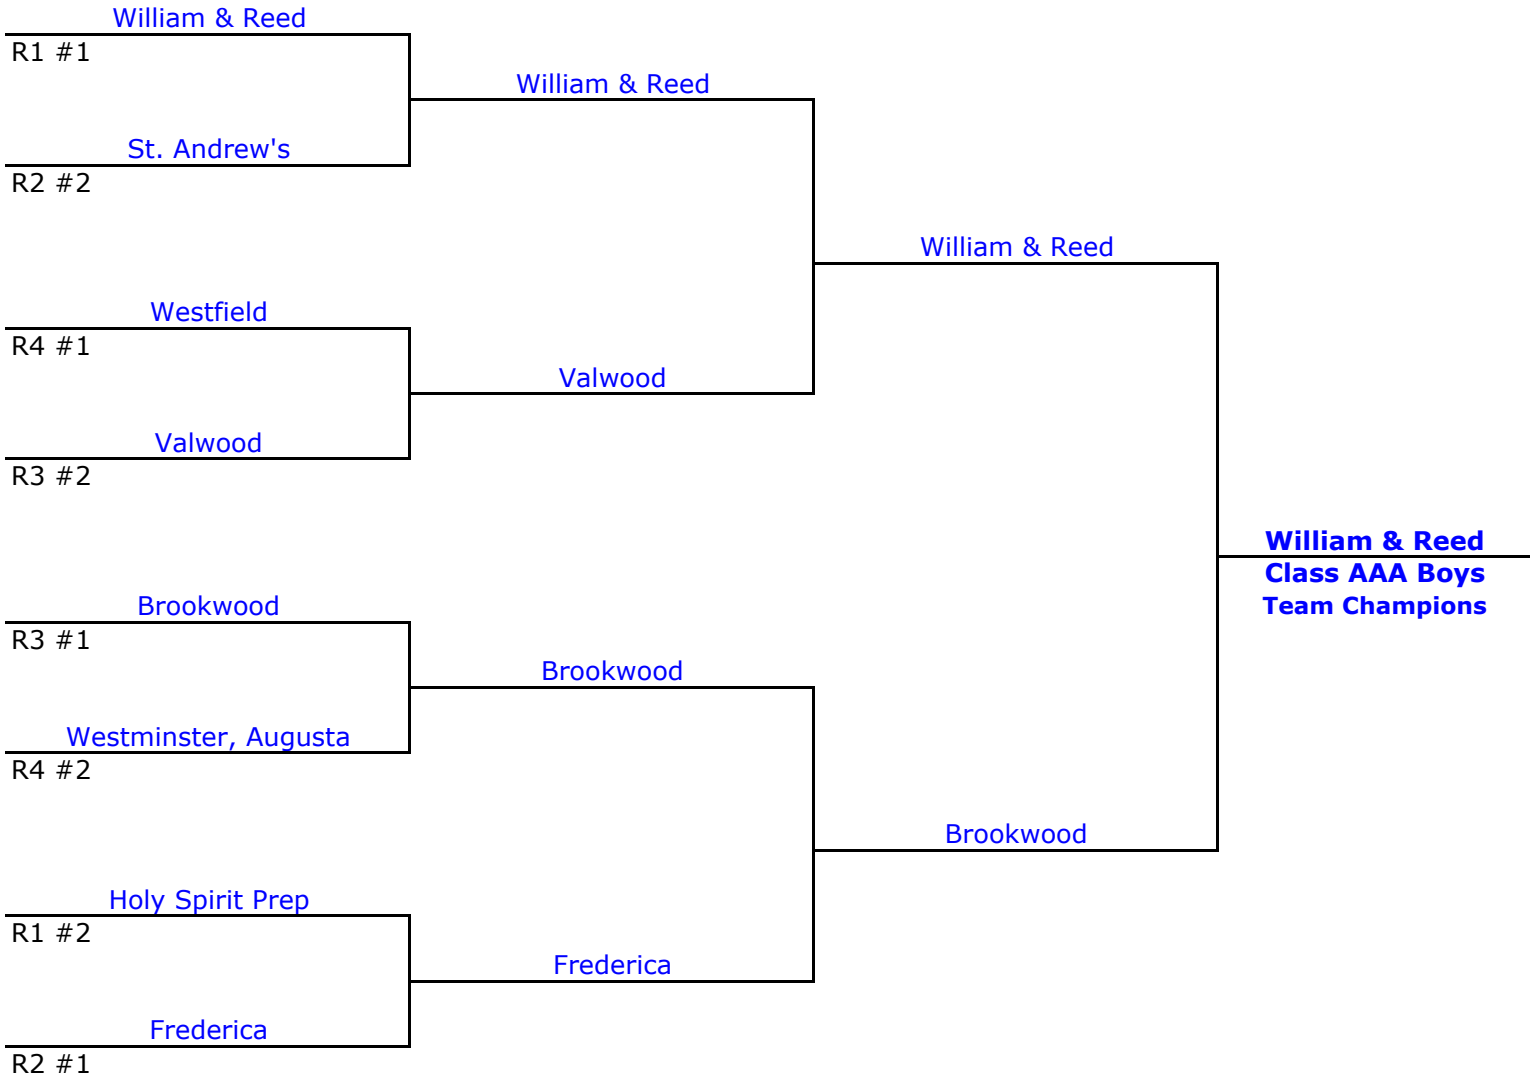 William & Reed
R1 #1
William & Reed
St. Andrew's
R2 #2
William & Reed
Westfield
R4 #1
Valwood
Valwood
R3 #2
William & Reed
Class AAA Boys
Team Champions
Brookwood
R3 #1
Brookwood
Westminster, Augusta
R4 #2
Brookwood
Holy Spirit Prep
R1 #2
Frederica
Frederica
R2 #1